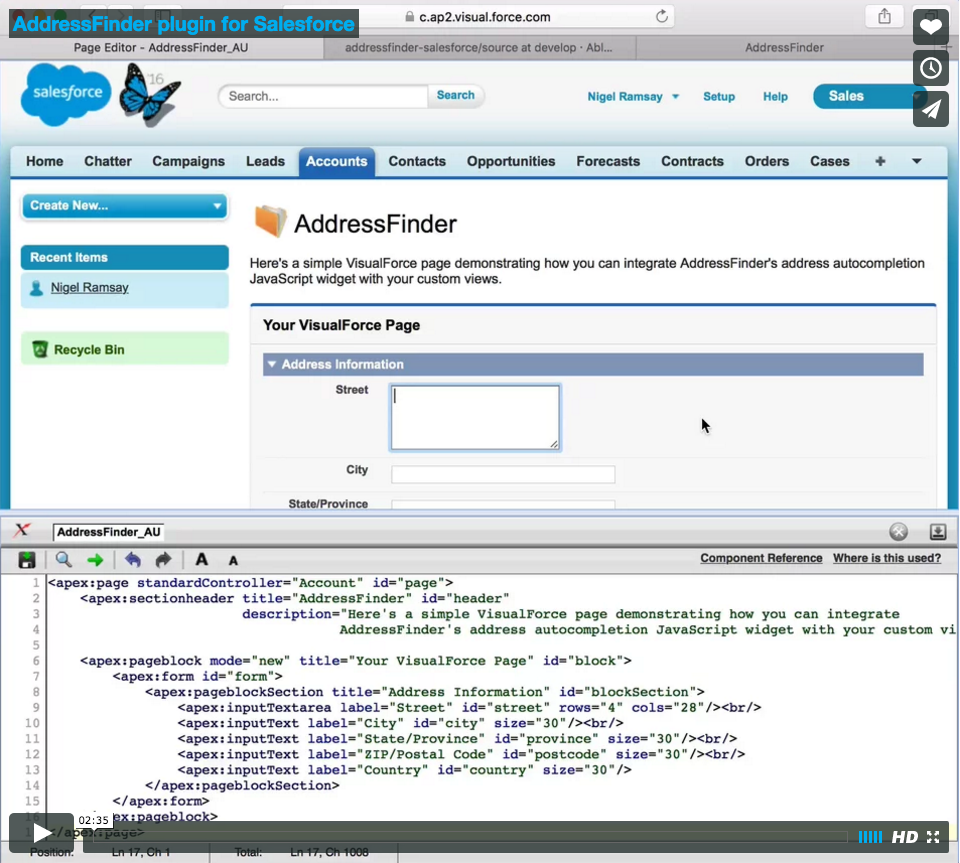 AddressFinder plugin for Salesforce
c.ap2.visual.force.com
Page Editor - AddressFinder_AU
addressfinder-salesforce/source at develop · Abl...
AddressFinder
salesforce
'16
Search...
Search
Nigel Ramsay
Setup
Help
Sales
Home
Chatter
Campaigns
Leads
Accounts
Contacts
Opportunities
Forecasts
Contracts
Orders
Cases
+
Create New...
Recent Items
Nigel Ramsay
Recycle Bin
AddressFinder
Here's a simple VisualForce page demonstrating how you can integrate AddressFinder's address autocompletion
JavaScript widget with your custom views.
Your VisualForce Page
Address Information
Street
City
State/Province
AddressFinder_AU
A
A
Component Reference
Where is this used?
1 <apex:page standardController="Account" id="page">
2 <apex:sectionheader title="AddressFinder" id="header"
3 description="Here's a simple VisualForce page demonstrating how you can integrate
4 AddressFinder's address autocompletion JavaScript widget with your custom vi
5
6 <apex:pageblock mode="new" title="Your VisualForce Page" id="block">
7 <apex:form id="form">
8 <apex:pageblockSection title="Address Information" id="blockSection">
9 <apex:inputTextarea label="Street" id="street" rows="4" cols="28"/><br/>
10 <apex:inputText label="City" id="city" size="30"/><br/>
11 <apex:inputText label="State/Province" id="province" size="30"/><br/>
12 <apex:inputText label="ZIP/Postal Code" id="postcode" size="30"/><br/>
13 <apex:inputText label="Country" id="country" size="30"/>
14 </apex:pageblockSection>
15 </apex:form>
ex:pageblock>
02:35
</apex:page>
HD
Position:
Ln 17, Ch 1
Total:
Ln 17, Ch 1008